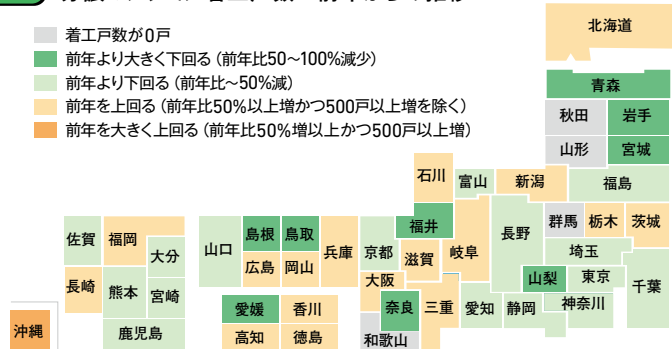 着工戸数が0戸
前年より大きく下回る（前年比50～100%減少）
前年より下回る（前年比～50%減）
前年を上回る（前年比50%以上増かつ500戸以上増を除く）
前年を大きく上回る（前年比50%増以上かつ500戸以上増）
北海道
青森
秋田 岩手
山形 宮城
石川 富山 新潟 福島
福井 岐阜 長野 群馬 栃木 茨城
佐賀 福岡 大分 山口 島根 鳥取 兵庫 京都 滋賀 埼玉
広島 岡山
長崎 熊本 宮崎 大阪 山梨 東京 千葉
愛媛 香川 奈良 三重 愛知 静岡 神奈川
沖縄 鹿児島 高知 徳島 和歌山